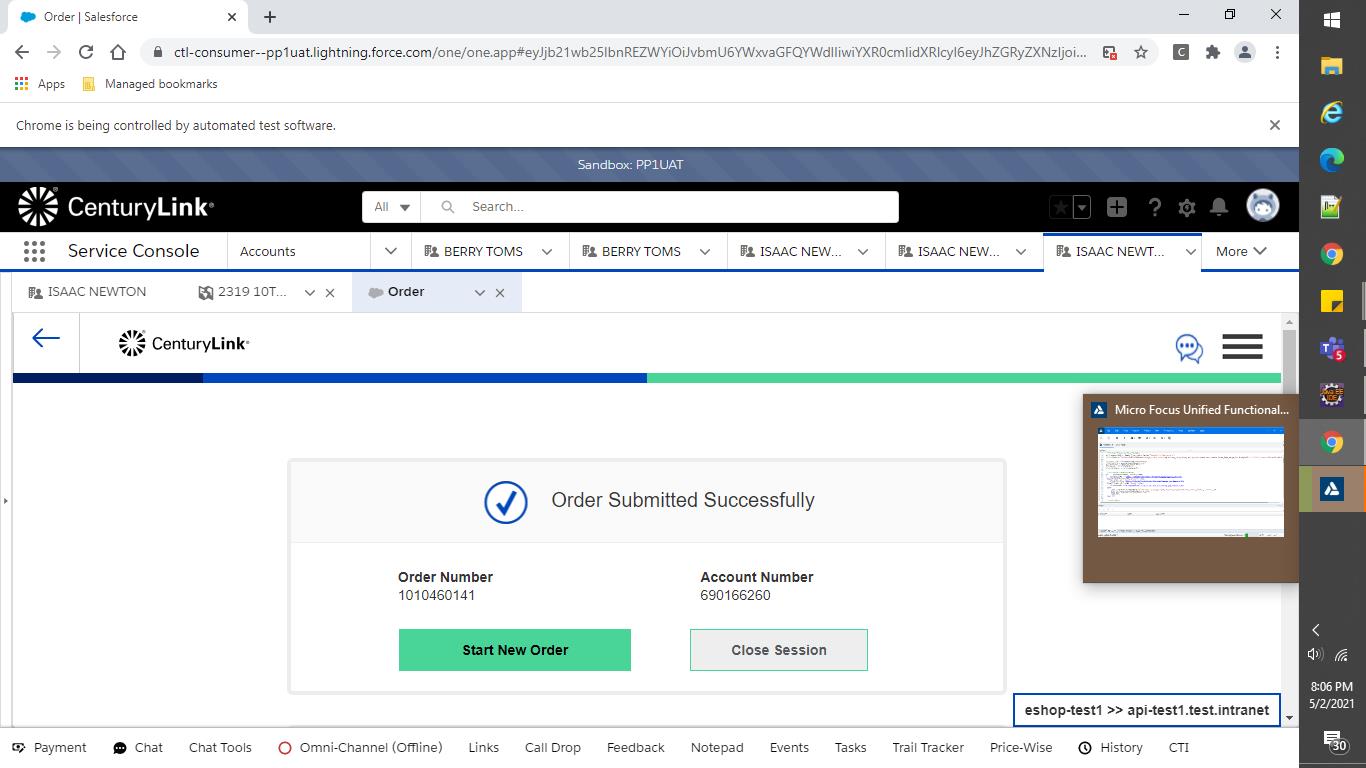 Order | Salesforce
ctl-consumer--pp1uat.lightning.force.com/one/one.app#eyJjb21wb25lbnREZWYiOiJvbmU6YWxvaGFQYWdlIiwiYXR0cmlidXRlcyI6eyJhZGRyZXNzIjoi...
Apps Managed bookmarks
Chrome is being controlled by automated test software.
Sandbox: PP1UAT
CenturyLink®
All Search...
Service Console Accounts BERRY TOMS BERRY TOMS ISAAC NEW... ISAAC NEW... ISAAC NEWT... More
ISAAC NEWTON 2319 10T... Order
CenturyLink®
Micro Focus Unified Functional...
Order Submitted Successfully
Order Number Account Number
1010460141 690166260
Start New Order Close Session
eshop-test1 >> api-test1.test.intranet
Payment Chat Chat Tools Omni-Channel (Offline) Links Call Drop Feedback Notepad Events Tasks Trail Tracker Price-Wise History CTI
C
5
Java EE
IDE
8:06 PM
5/2/2021
30